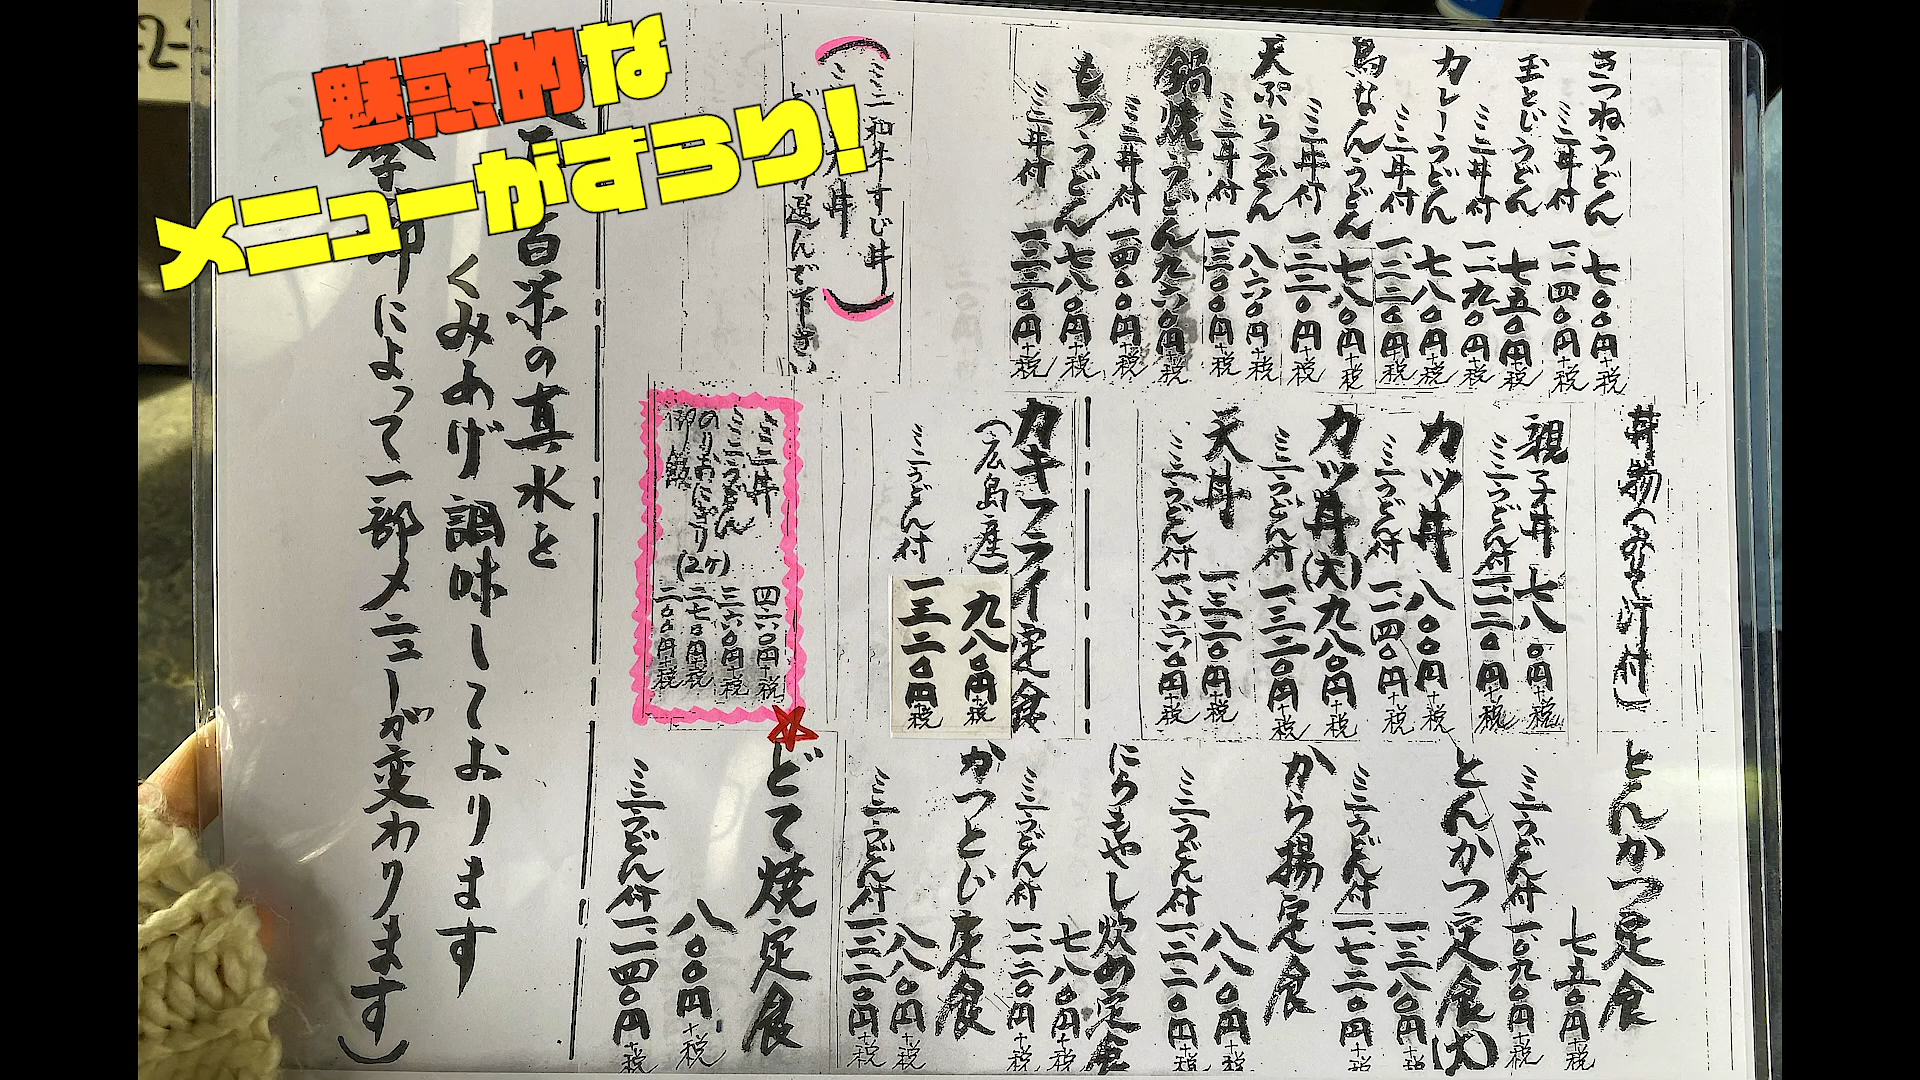 魅惑的な
メニューがずらり!
きつねうどん 七〇〇円+税
ミニ丼付 一、一四〇円+税
玉とじうどん 七五〇円+税
ミニ丼付 一、一九〇円+税
カレーうどん 七八〇円+税
ミニ丼付 一、二二〇円+税
鳥なんうどん 七八〇円+税
ミニ丼付
天ぷらうどん 八六〇円+税
ミニ丼付 一、三〇〇円+税
鍋焼うどん 九六〇円+税
ミニ丼付 一、四〇〇円+税
もつうどん 七八〇円+税
ミニ丼付
ミニ和牛すじ丼
選んで下さい
丼物(みそ汁付)
親子丼 七八〇円+税
ミニうどん付 一、一二〇円+税
カツ丼 八〇〇円+税
ミニうどん付 一、一四〇円+税
カツ丼(大) 九八〇円+税
ミニうどん付 一、三二〇円+税
天丼 一、三二〇円+税
ミニうどん付 一、六六〇円+税
カキフライ定食 九八〇円+税
(広島産)
ミニうどん付 一三二〇円+税
ミニ丼 四六〇円+税
ミニうどん 三六〇円+税
のりおにぎり(2ケ) 二七〇円+税
御飯 二〇〇円+税
とんかつ定食 七五〇円+税
ミニうどん付 一、〇九〇円+税
とんかつ定食(大) 一、三八〇円+税
ミニうどん付 一、七二〇円+税
から揚定食 八八〇円+税
ミニうどん付 一、二二〇円+税
にらもやし炒め定食 七八〇円+税
ミニうどん付 一、一二〇円+税
かつとじ定食 八八〇円+税
ミニうどん付 一、二二〇円+税
どて焼定食 八〇〇円+税
ミニうどん付 一、一四〇円+税
百米の真水を
くみあげ調味しております
によって一部メニューが変わります)